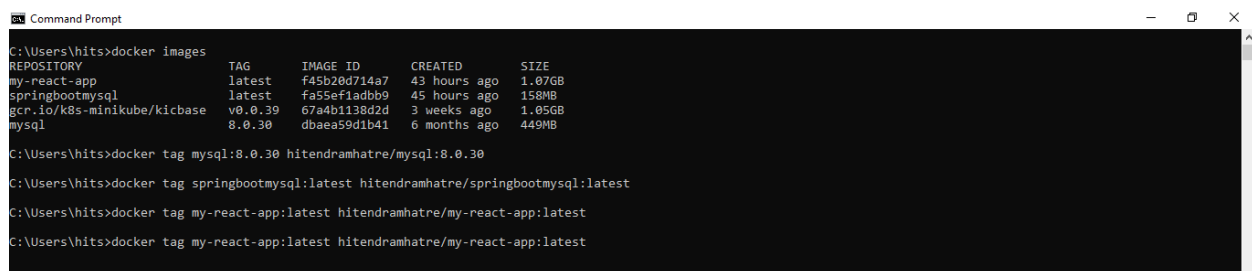 Command Prompt
C:\Users\hits>docker images
REPOSITORY TAG IMAGE ID CREATED SIZE
my-react-app latest f45b20d714a7 43 hours ago 1.07GB
springbootmysql latest fa55ef1adbb9 45 hours ago 158MB
gcr.io/k8s-minikube/kicbase v0.0.39 67a4b1138d2d 3 weeks ago 1.05GB
mysql 8.0.30 dbaea59d1b41 6 months ago 449MB
C:\Users\hits>docker tag mysql:8.0.30 hitendramhatre/mysql:8.0.30
C:\Users\hits>docker tag springbootmysql:latest hitendramhatre/springbootmysql:latest
C:\Users\hits>docker tag my-react-app:latest hitendramhatre/my-react-app:latest
C:\Users\hits>docker tag my-react-app:latest hitendramhatre/my-react-app:latest